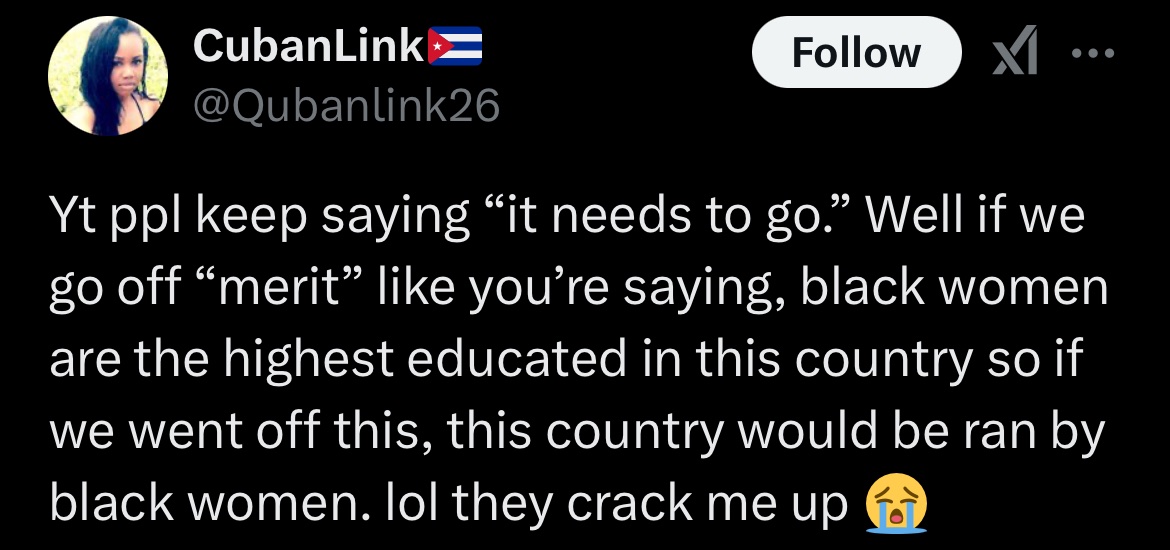 CubanLink🇨🇺
Follow
@Qubanlink26
Yt ppl keep saying “it needs to go.” Well if we
go off “merit” like you’re saying, black women
are the highest educated in this country so if
we went off this, this country would be ran by
black women. lol they crack me up 😭